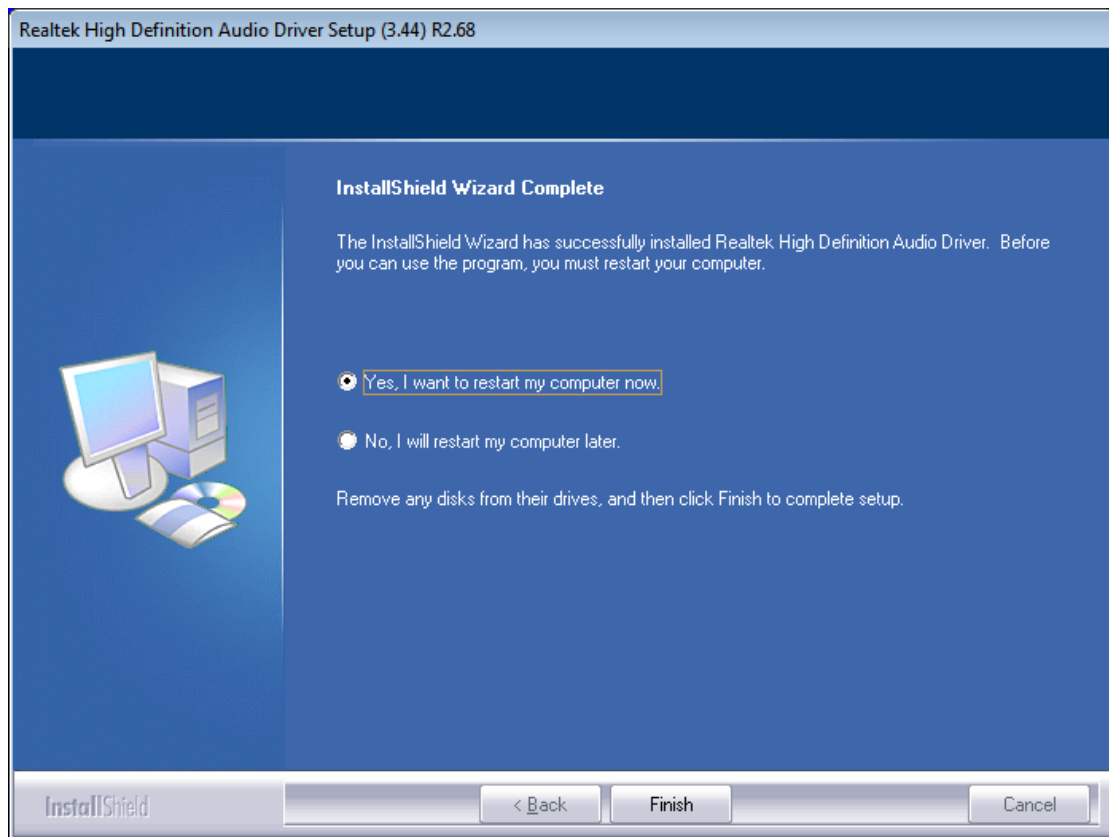 Realtek High Definition Audio Driver Setup (3.44) R2.68
InstallShield Wizard Complete
The InstallShield Wizard has successfully installed Realtek High Definition Audio Driver. Before
you can use the program, you must restart your computer.
Yes, I want to restart my computer now.
No, I will restart my computer later.
Remove any disks from their drives, and then click Finish to complete setup.
InstallShield
< Back
Finish
Cancel